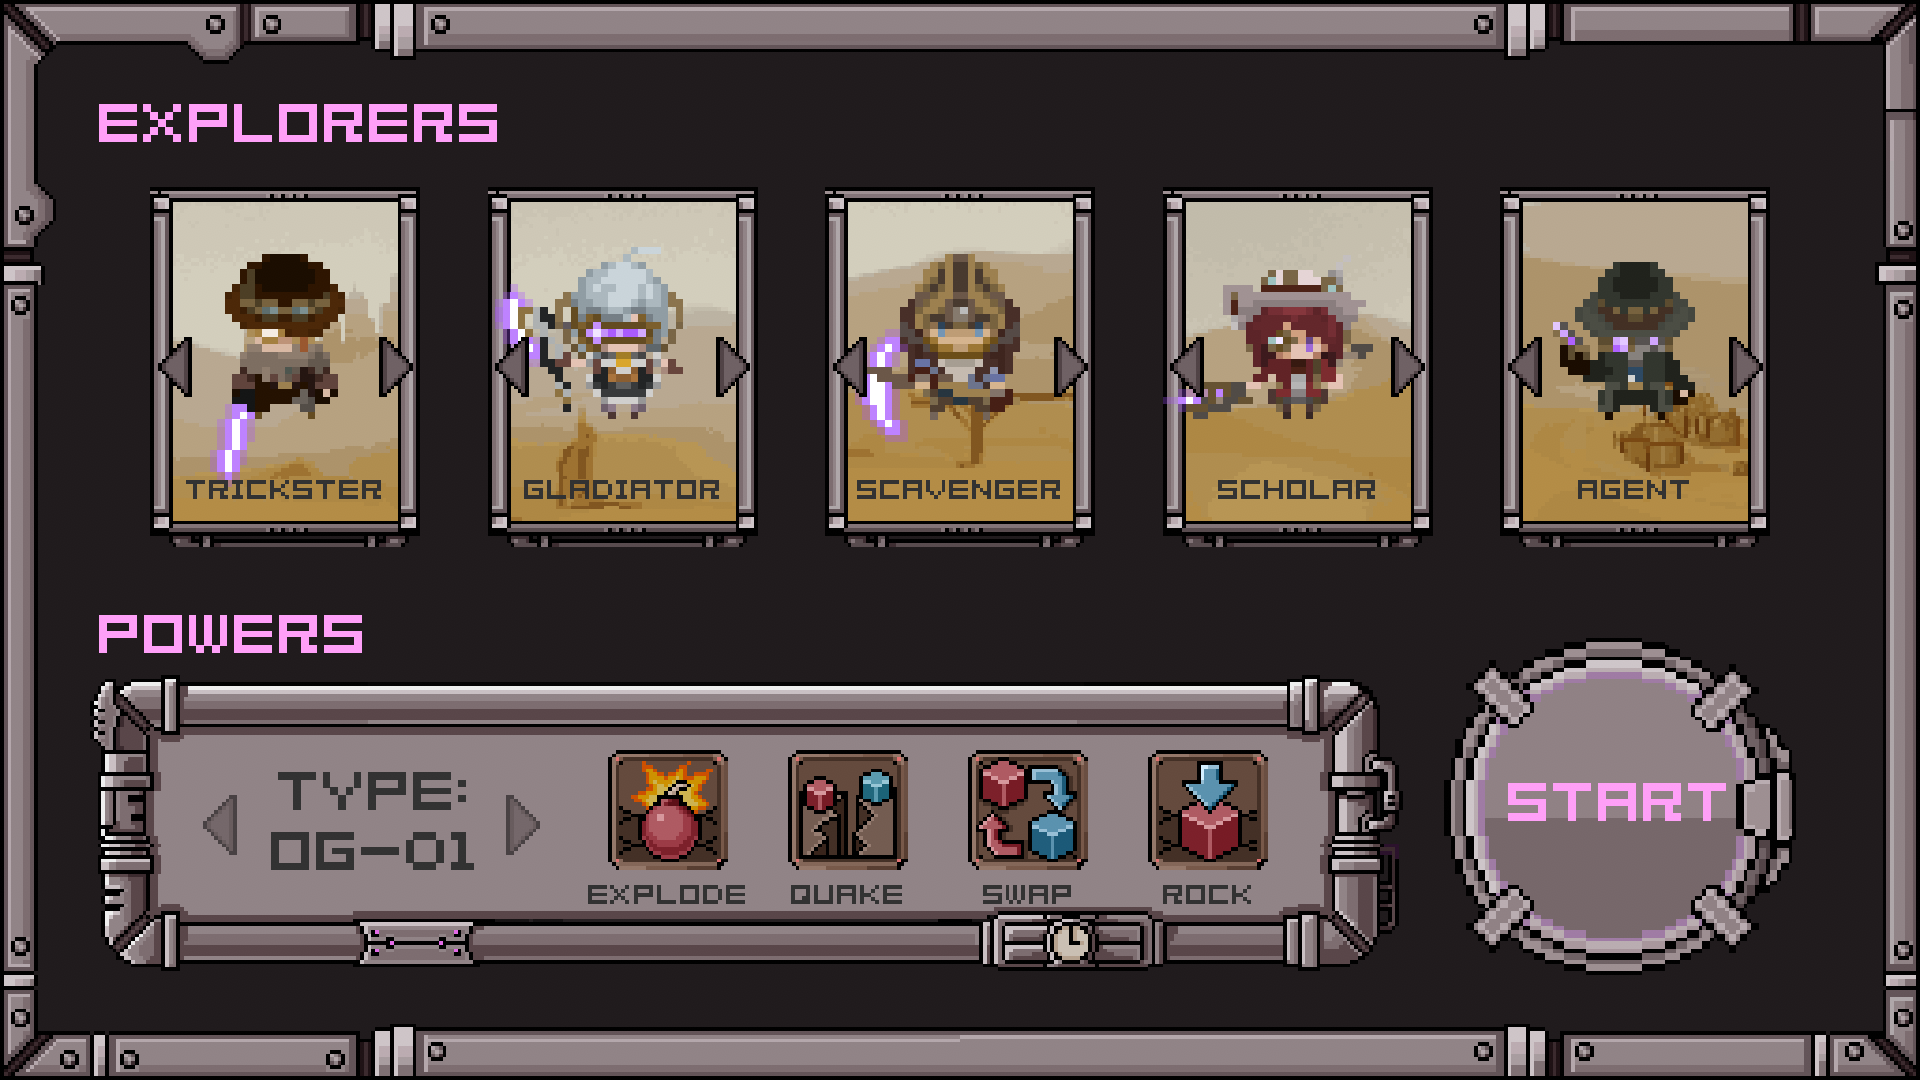 EXPLORERS
TRICKSTER
GLADIATOR
SCAVENGER
SCHOLAR
AGENT
POWERS
TYPE:
OG-01
EXPLODE
QUAKE
SWAP
ROCK
START